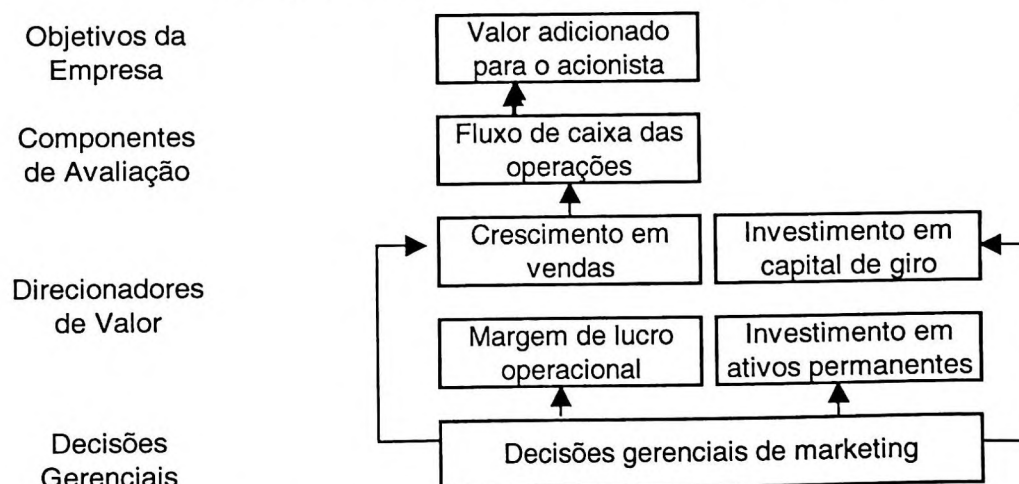 Objetivos da
Empresa
Valor adicionado
para o acionista
Componentes
de Avaliação
Fluxo de caixa das
operações
Direcionadores
de Valor
Crescimento em
vendas
Investimento em
capital de giro
Margem de lucro
operacional
Investimento em
ativos permanentes
Decisões
Gerenciais
Decisões gerenciais de marketing